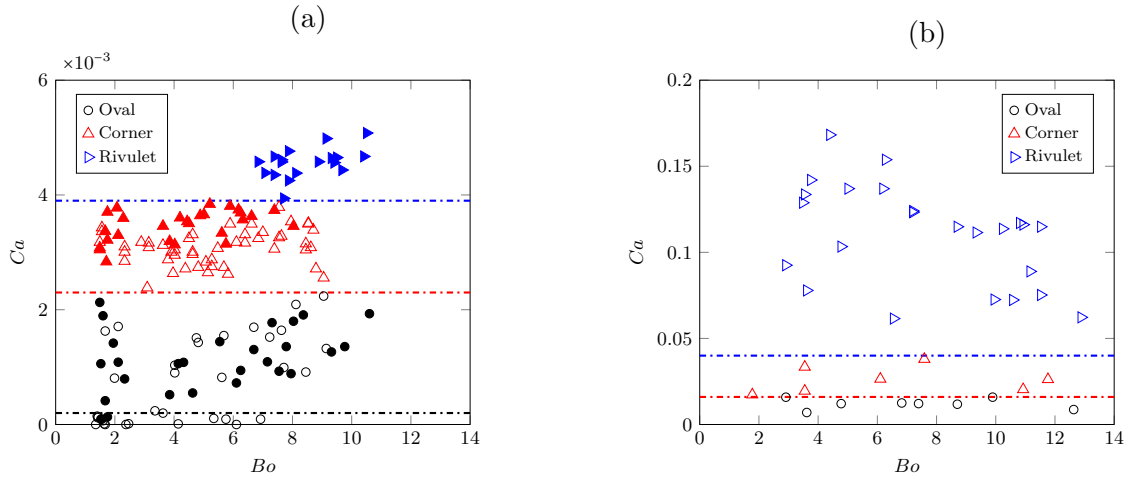 (a)
×10⁻³
6
4
2
0
0 2 4 6 8 10 12 14
Ca
Bo
Oval
Corner
Rivulet
(b)
0.2
0.15
0.1
0.05
0
0 2 4 6 8 10 12 14
Ca
Bo
Oval
Corner
Rivulet